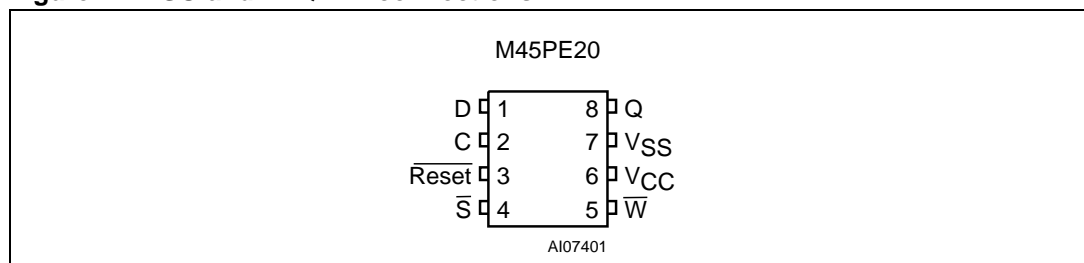 M45PE20
D 1 8 Q
C 2 7 VSS
Reset 3 6 VCC
S 4 5 W
AI07401